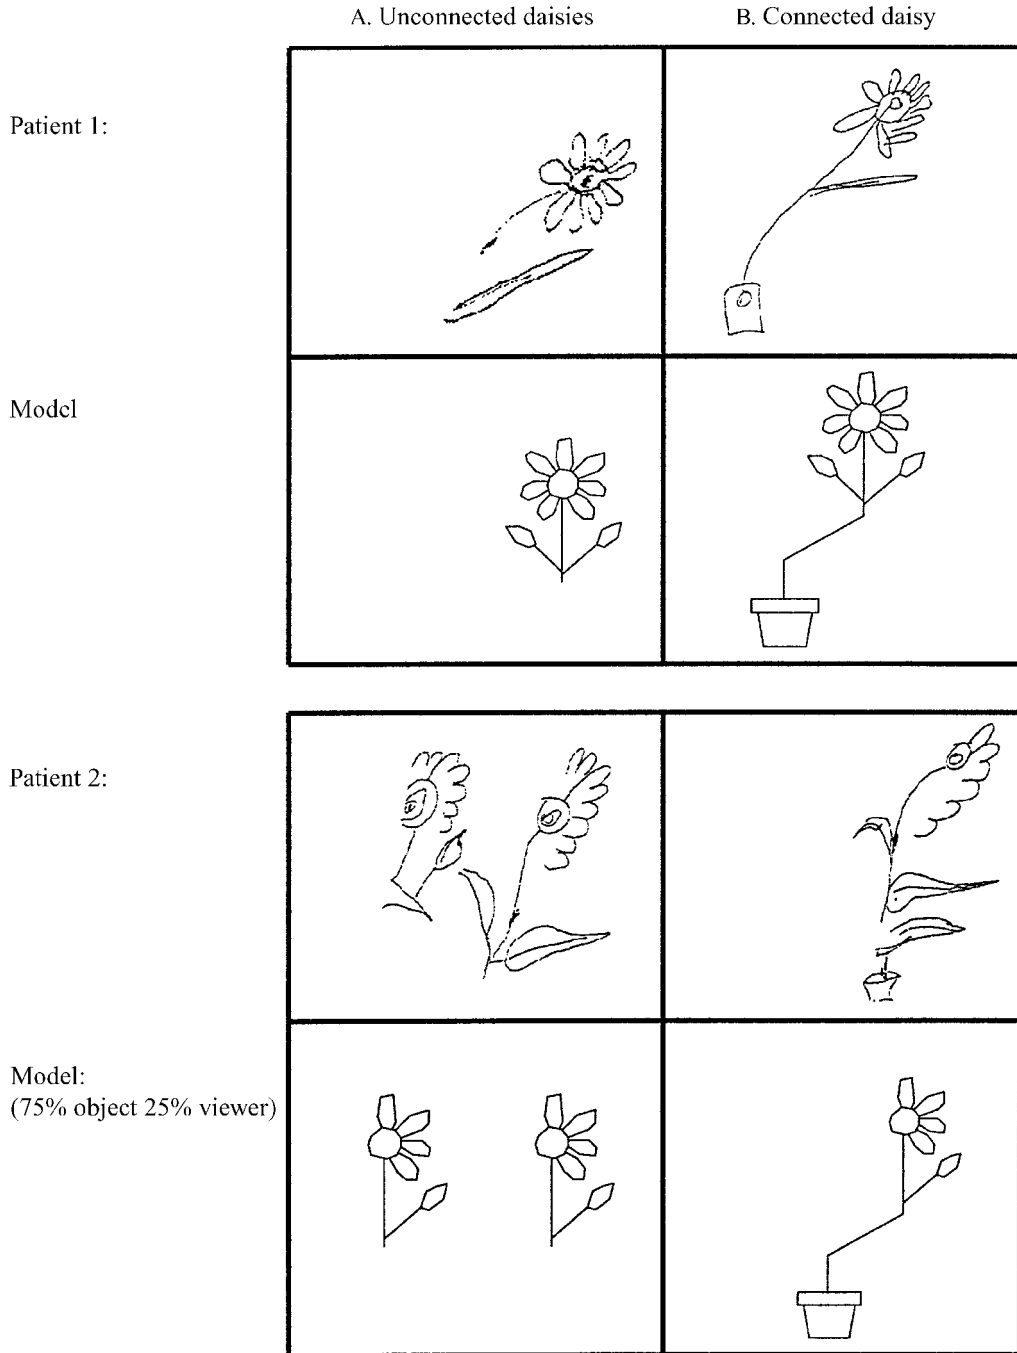 A. Unconnected daisies
B. Connected daisy
Patient 1:
Model
Patient 2:
Model:
(75% object 25% viewer)